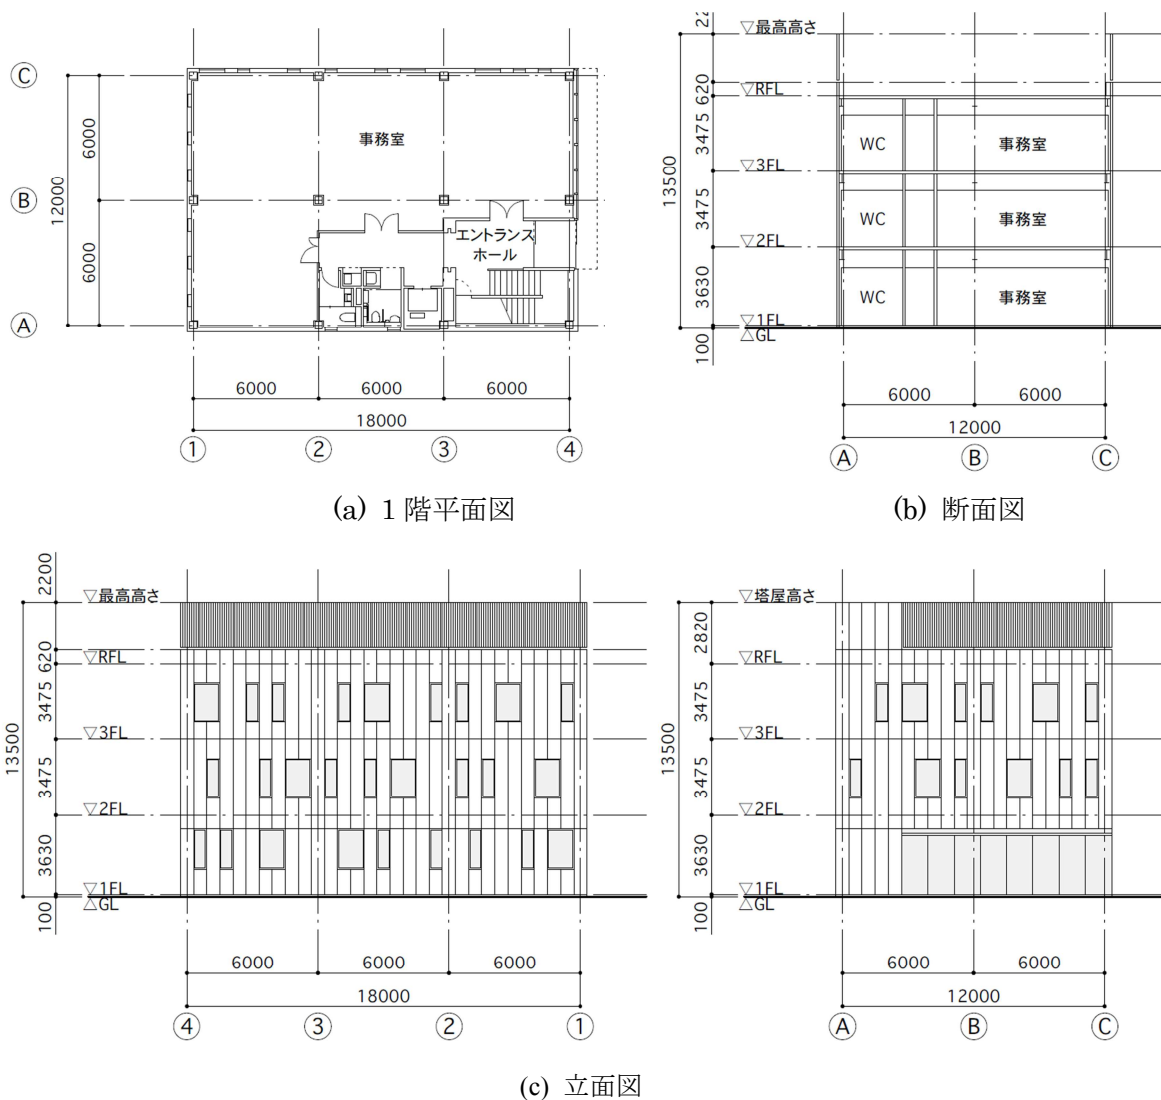 C
B
A
6000
6000
12000
事務室
エントランス
ホール
6000
6000
6000
18000
1
2
3
4
(a) 1階平面図
▽最高高さ
▽RFL
▽3FL
▽2FL
▽1FL
△GL
620
3475
3475
3630
100
13500
WC
事務室
WC
事務室
WC
事務室
6000
6000
12000
A
B
C
(b) 断面図
2200
▽最高高さ
620
▽RFL
3475
▽3FL
3475
▽2FL
3630
▽1FL
△GL
100
13500
6000
6000
6000
18000
4
3
2
1
▽塔屋高さ
2820
▽RFL
3475
▽3FL
3475
▽2FL
3630
▽1FL
△GL
100
13500
6000
6000
12000
A
B
C
(c) 立面図